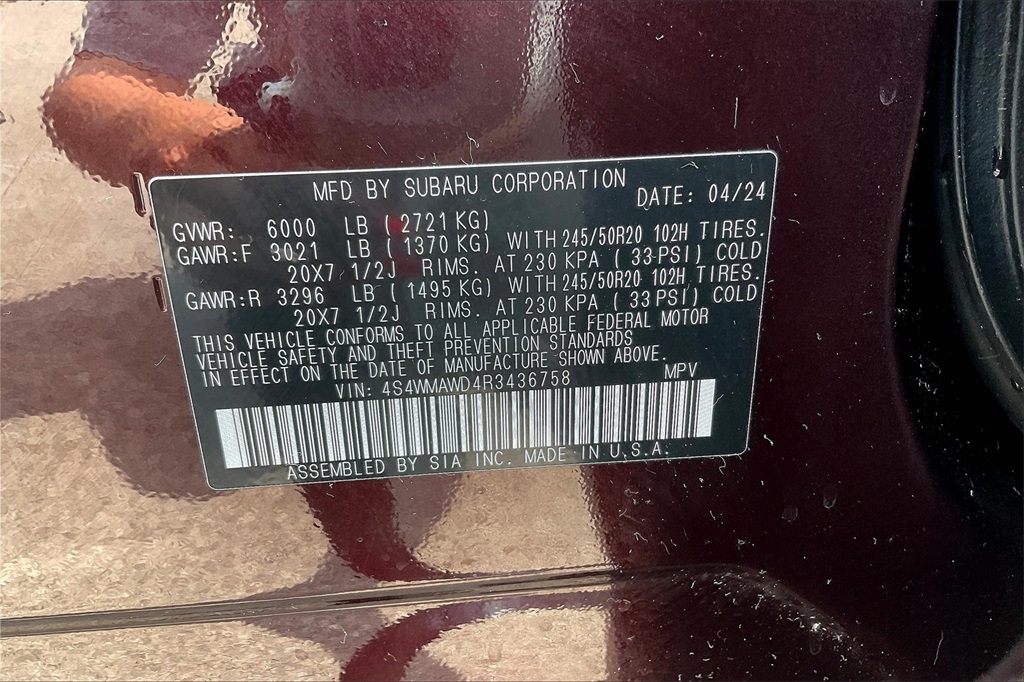 MFD BY SUBARU CORPORATION DATE: 04/24
GVWR: 6000 LB ( 2721 KG)
GAWR:F 3021 LB ( 1370 KG) WITH 245/50R20 102H TIRES.
20X7 1/2J RIMS. AT 230 KPA ( 33 PSI) COLD
GAWR:R 3296 LB ( 1495 KG) WITH 245/50R20 102H TIRES.
20X7 1/2J RIMS. AT 230 KPA ( 33 PSI) COLD
THIS VEHICLE CONFORMS TO ALL APPLICABLE FEDERAL MOTOR
VEHICLE SAFETY AND THEFT PREVENTION STANDARDS
IN EFFECT ON THE DATE OF MANUFACTURE SHOWN ABOVE.
VIN: 4S4WMAWD4R3436758 MPV
ASSEMBLED BY SIA INC. MADE IN U.S.A.